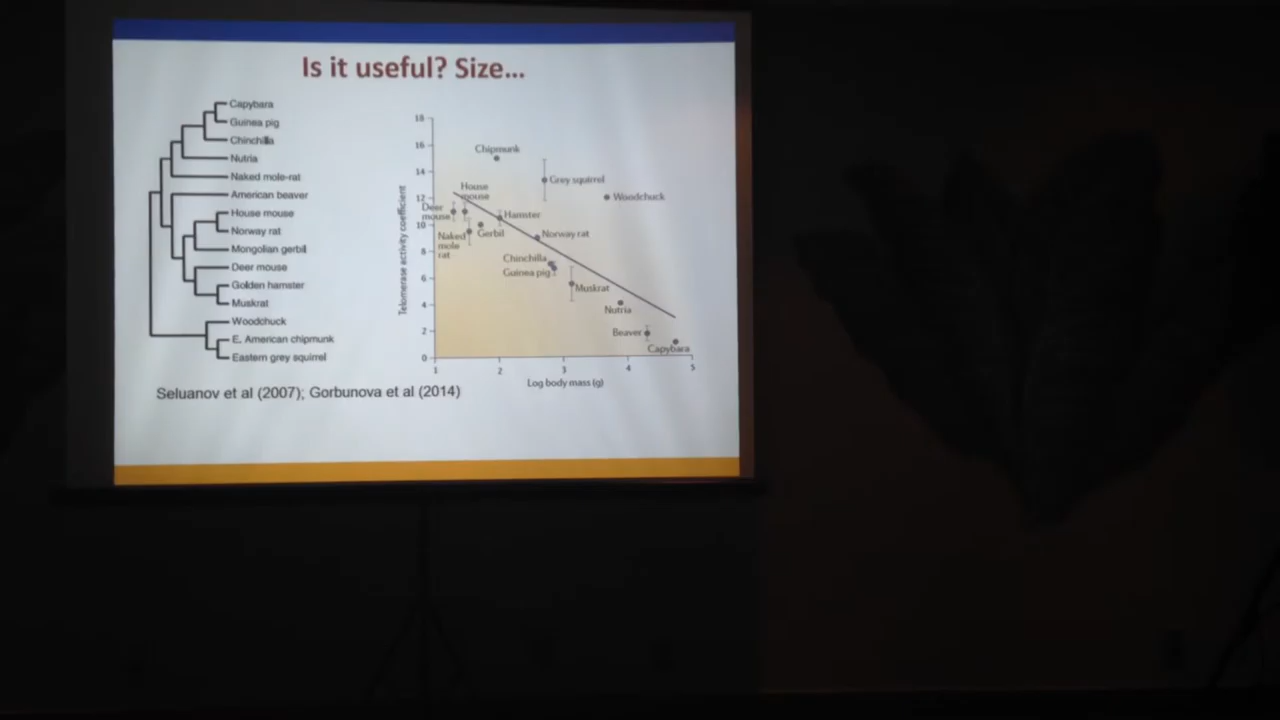 Is it useful? Size...
Capybara
Guinea pig
Chinchilla
Nutria
Naked mole-rat
American beaver
House mouse
Norway rat
Mongolian gerbil
Deer mouse
Golden hamster
Muskrat
Woodchuck
E. American chipmunk
Eastern grey squirrel
Telomerase activity coefficient
18
16
14
12
10
8
6
4
2
0
Chipmunk
Grey squirrel
House
mouse
Woodchuck
Deer
mouse
Hamster
Naked
mole
rat
Gerbil
Norway rat
Chinchilla
Guinea pig
Muskrat
Nutria
Beaver
Capybara
1 2 3 4 5
Log body mass (g)
Seluanov et al (2007); Gorbunova et al (2014)